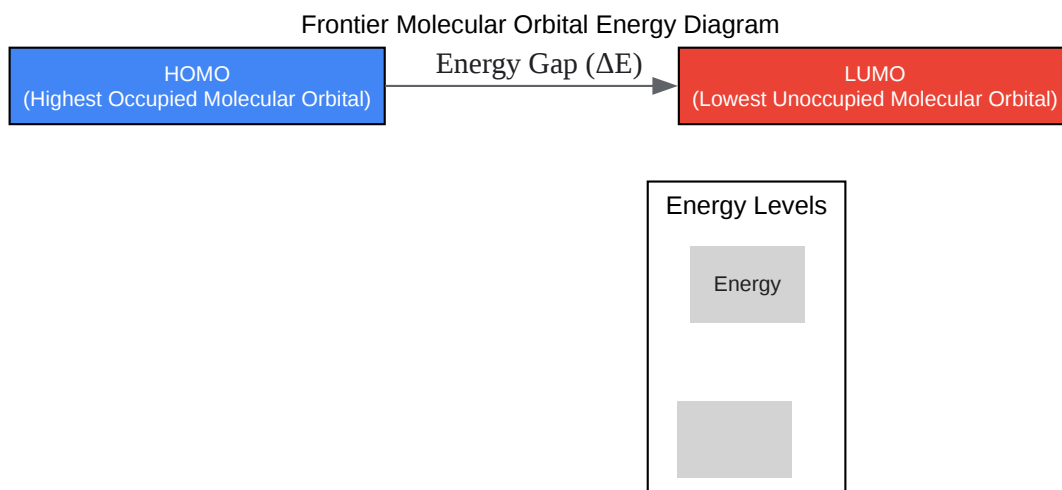 Frontier Molecular Orbital Energy Diagram
HOMO
(Highest Occupied Molecular Orbital)
Energy Gap (ΔE)
LUMO
(Lowest Unoccupied Molecular Orbital)
Energy Levels
Energy